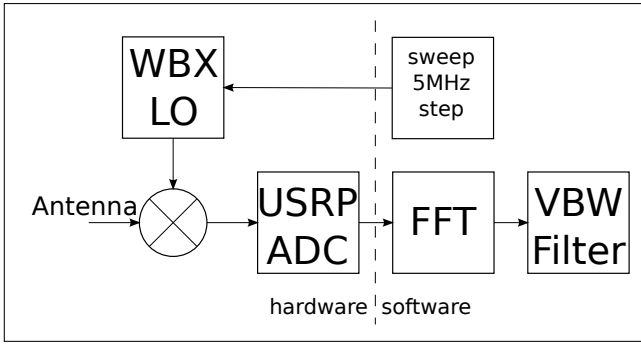 WBX
LO
sweep
5MHz
step
Antenna
USRP
ADC
FFT
VBW
Filter
hardware
software